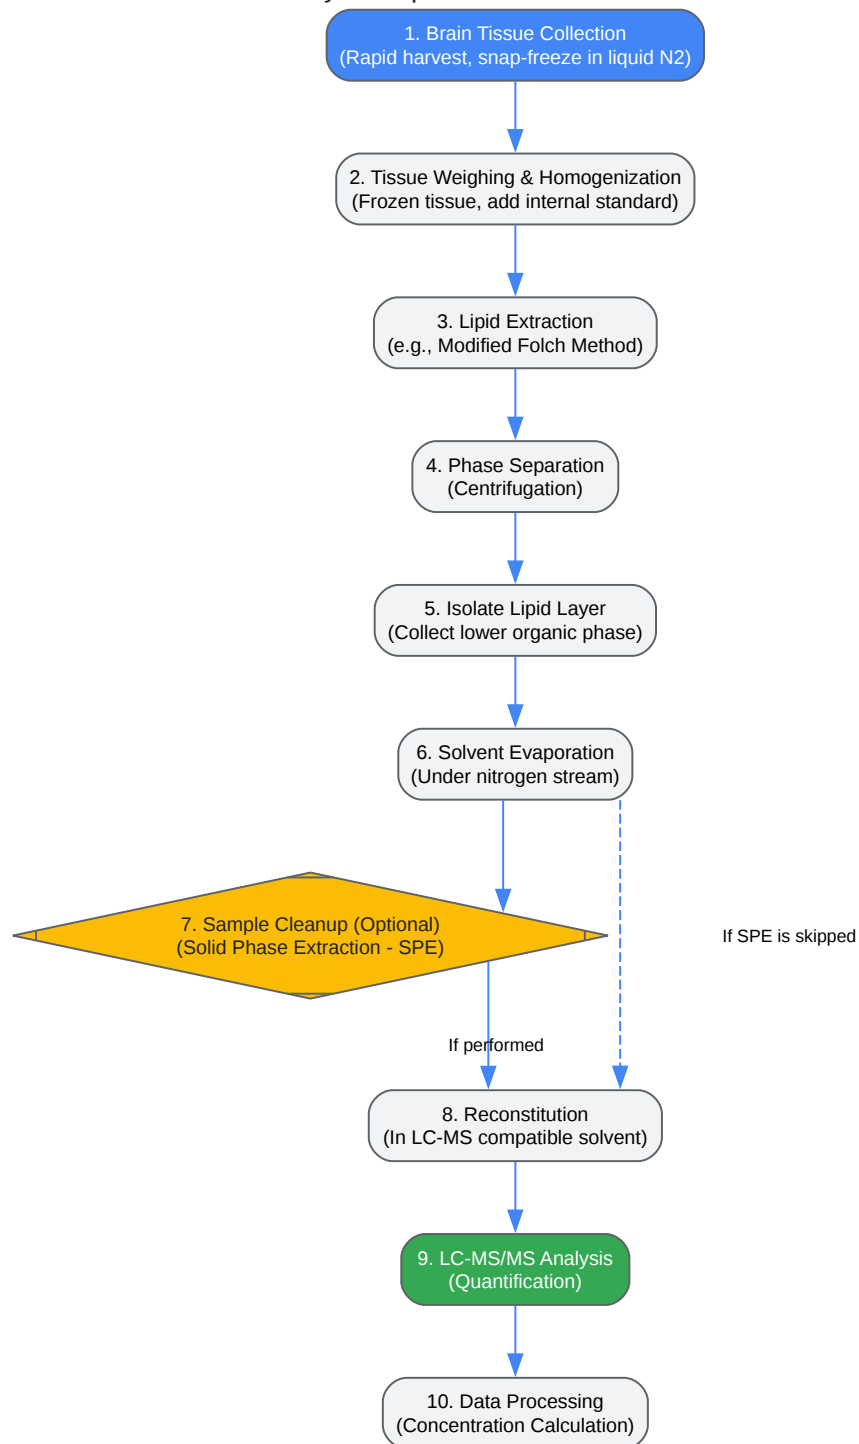 1. Brain Tissue Collection
(Rapid harvest, snap-freeze in liquid N2)
2. Tissue Weighing & Homogenization
(Frozen tissue, add internal standard)
3. Lipid Extraction
(e.g., Modified Folch Method)
4. Phase Separation
(Centrifugation)
5. Isolate Lipid Layer
(Collect lower organic phase)
6. Solvent Evaporation
(Under nitrogen stream)
7. Sample Cleanup (Optional)
(Solid Phase Extraction - SPE)
If SPE is skipped
If performed
8. Reconstitution
(In LC-MS compatible solvent)
9. LC-MS/MS Analysis
(Quantification)
10. Data Processing
(Concentration Calculation)